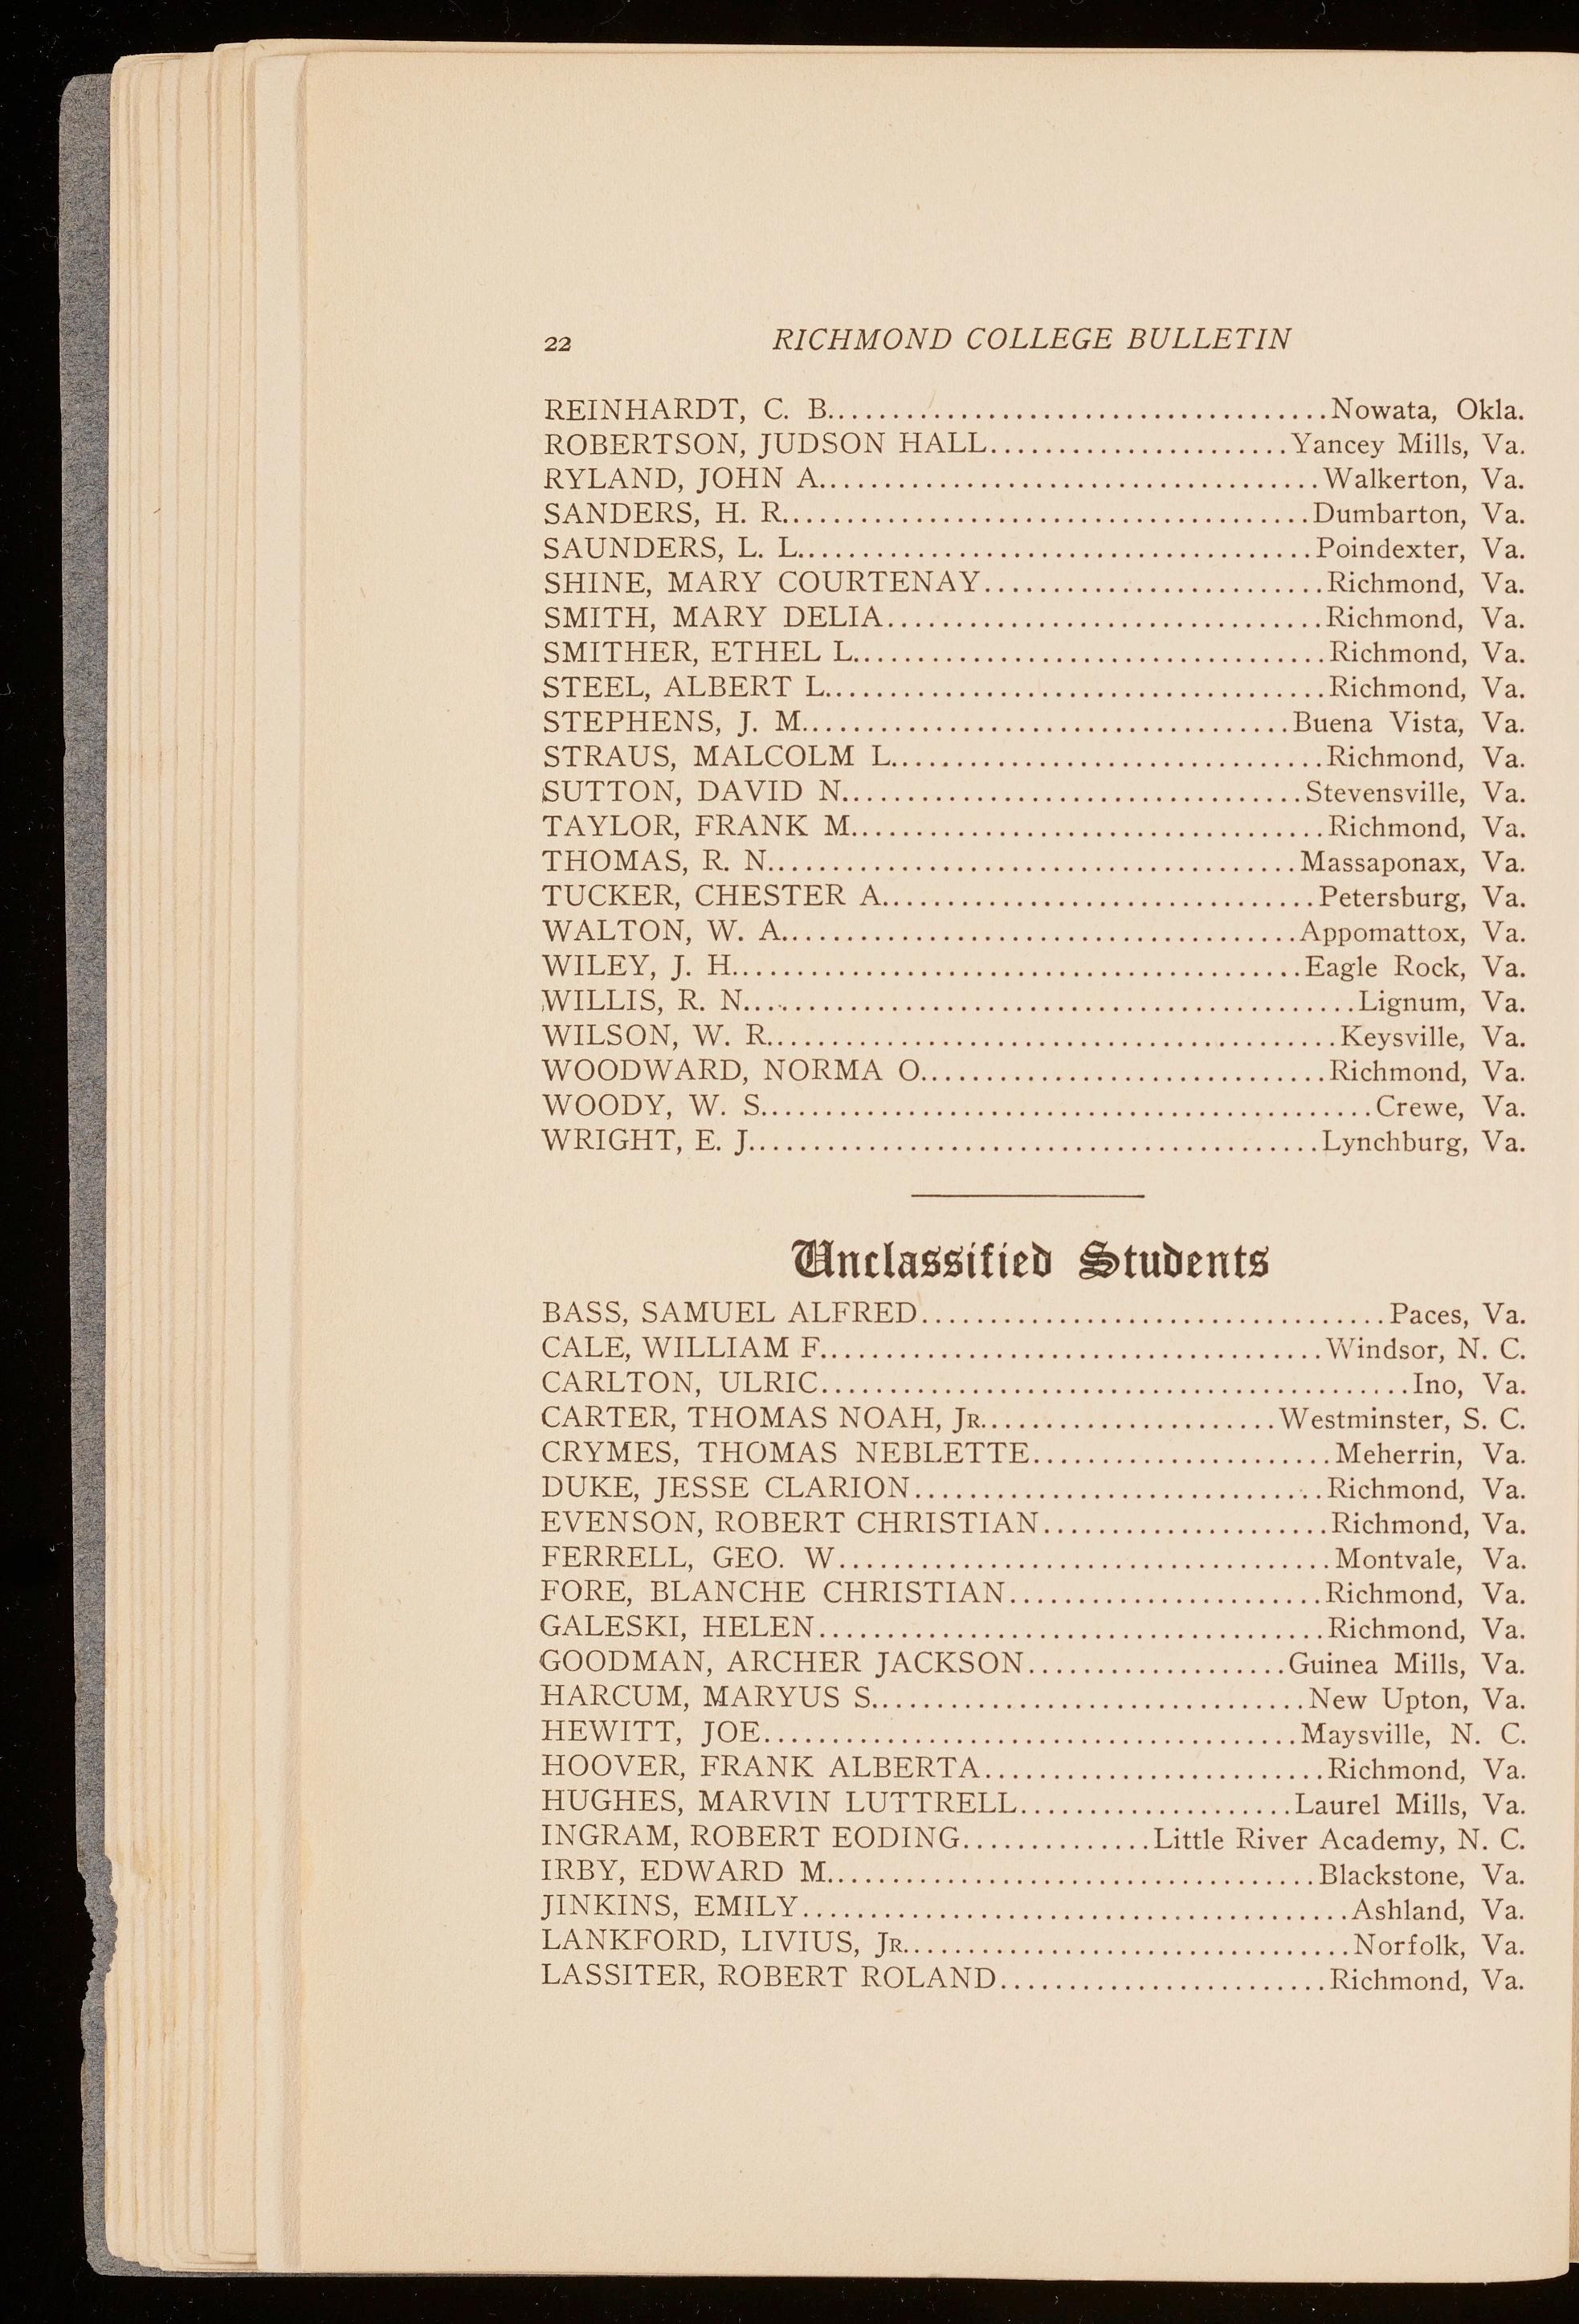 22 RICHMOND COLLEGE BULLETIN
REINHARDT, C. B. Nowata, Okla.
ROBERTSON, JUDSON HALL Yancey Mills, Va.
RYLAND, JOHN A. Walkerton, Va.
SANDERS, H. R. Dumbarton, Va.
SAUNDERS, L. L. Poindexter, Va.
SHINE, MARY COURTENAY Richmond, Va.
SMITH, MARY DELIA Richmond, Va.
SMITHER, ETHEL L. Richmond, Va.
STEEL, ALBERT L. Richmond, Va.
STEPHENS, J. M. Buena Vista, Va.
STRAUS, MALCOLM L. Richmond, Va.
SUTTON, DAVID N. Stevensville, Va.
TAYLOR, FRANK M. Richmond, Va.
THOMAS, R. N. Massaponax, Va.
TUCKER, CHESTER A. Petersburg, Va.
WALTON, W. A. Appomattox, Va.
WILEY, J. H. Eagle Rock, Va.
WILLIS, R. N. Lignum, Va.
WILSON, W. R. Keysville, Va.
WOODWARD, NORMA O. Richmond, Va.
WOODY, W. S. Crewe, Va.
WRIGHT, E. J. Lynchburg, Va.
Unclassified Students
BASS, SAMUEL ALFRED Paces, Va.
CALE, WILLIAM F. Windsor, N. C.
CARLTON, ULRIC Ino, Va.
CARTER, THOMAS NOAH, JR. Westminster, S. C.
CRYMES, THOMAS NEBLETTE Meherrin, Va.
DUKE, JESSE CLARION Richmond, Va.
EVENSON, ROBERT CHRISTIAN Richmond, Va.
FERRELL, GEO. W. Montvale, Va.
FORE, BLANCHE CHRISTIAN Richmond, Va.
GALESKI, HELEN Richmond, Va.
GOODMAN, ARCHER JACKSON Guinea Mills, Va.
HARCUM, MARYUS S. New Upton, Va.
HEWITT, JOE Maysville, N. C.
HOOVER, FRANK ALBERTA Richmond, Va.
HUGHES, MARVIN LUTTRELL Laurel Mills, Va.
INGRAM, ROBERT EODING Little River Academy, N. C.
IRBY, EDWARD M. Blackstone, Va.
JINKINS, EMILY Ashland, Va.
LANKFORD, LIVIUS, JR. Norfolk, Va.
LASSITER, ROBERT ROLAND Richmond, Va.